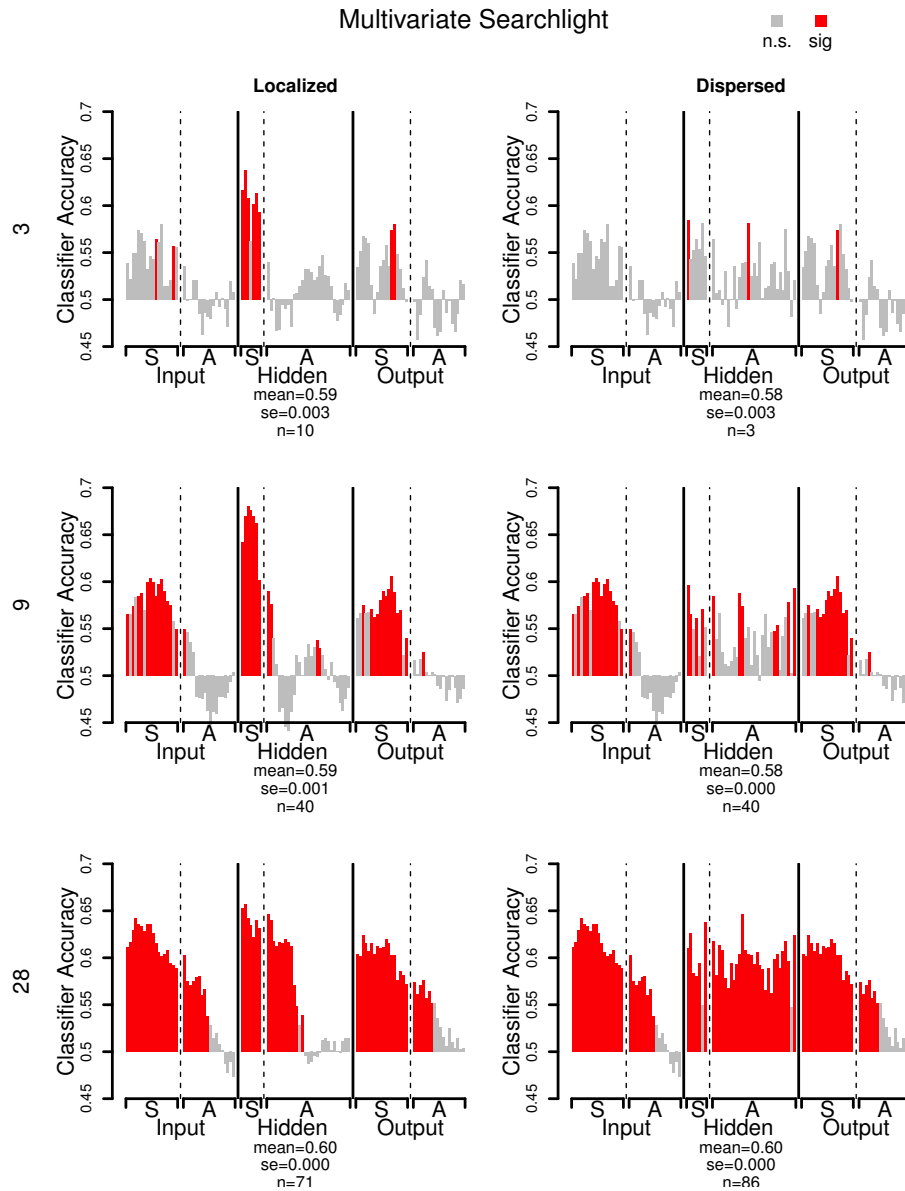 Multivariate Searchlight
n.s. sig
Localized
Dispersed
3
Classifier Accuracy
0.45 0.5 0.55 0.6 0.65 0.7
S A S A S A
Input Hidden Output
mean=0.59
se=0.003
n=10
Classifier Accuracy
0.45 0.5 0.55 0.6 0.65 0.7
S A S A S A
Input Hidden Output
mean=0.58
se=0.003
n=3
9
Classifier Accuracy
0.45 0.5 0.55 0.6 0.65 0.7
S A S A S A
Input Hidden Output
mean=0.59
se=0.001
n=40
Classifier Accuracy
0.45 0.5 0.55 0.6 0.65 0.7
S A S A S A
Input Hidden Output
mean=0.58
se=0.000
n=40
28
Classifier Accuracy
0.45 0.5 0.55 0.6 0.65 0.7
S A S A S A
Input Hidden Output
mean=0.60
se=0.000
n=71
Classifier Accuracy
0.45 0.5 0.55 0.6 0.65 0.7
S A S A S A
Input Hidden Output
mean=0.60
se=0.000
n=86